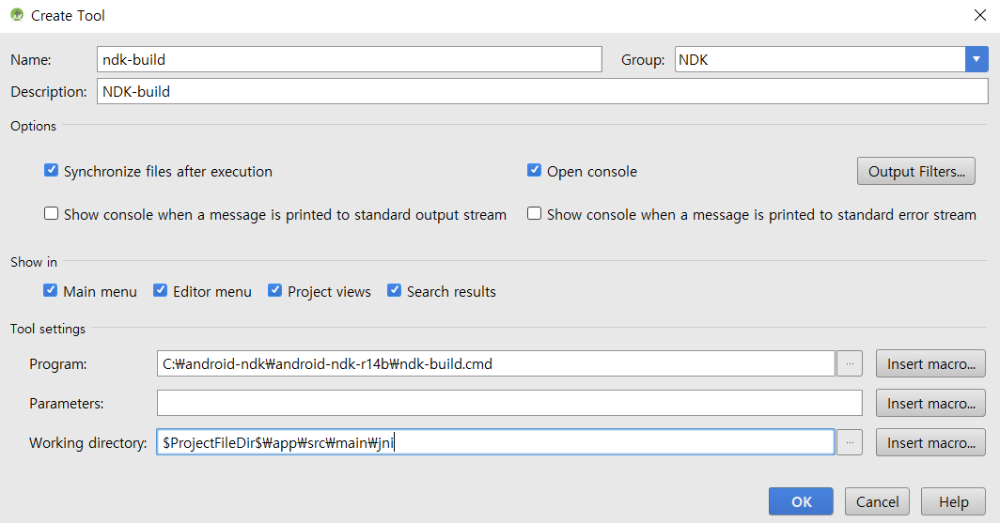 Create Tool
Name: ndk-build Group: NDK
Description: NDK-build
Options
Synchronize files after execution Open console Output Filters...
Show console when a message is printed to standard output stream Show console when a message is printed to standard error stream
Show in
Main menu Editor menu Project views Search results
Tool settings
Program: C:₩android-ndk₩android-ndk-r14b₩ndk-build.cmd ... Insert macro...
Parameters: Insert macro...
Working directory: $ProjectFileDir$₩app₩src₩main₩jni ... Insert macro...
OK Cancel Help